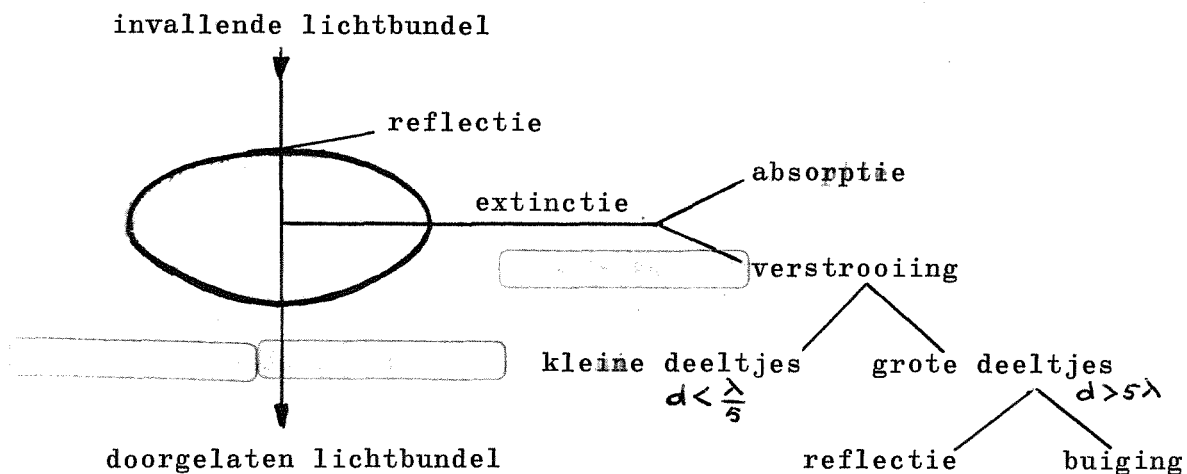 invallende lichtbundel
reflectie
absorptie
extinctie
verstrooiing
kleine deeltjes grote deeltjes
d < λ/5 d > 5λ
doorgelaten lichtbundel reflectie buiging